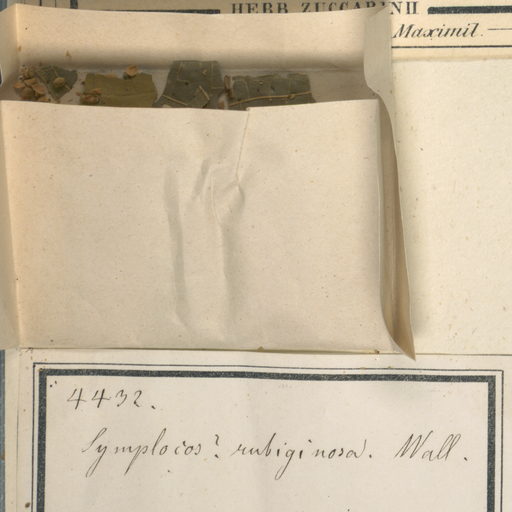 HERB. ZUCCARINII
Maximil.
4432.
Symplocos? rubiginosa. Wall.